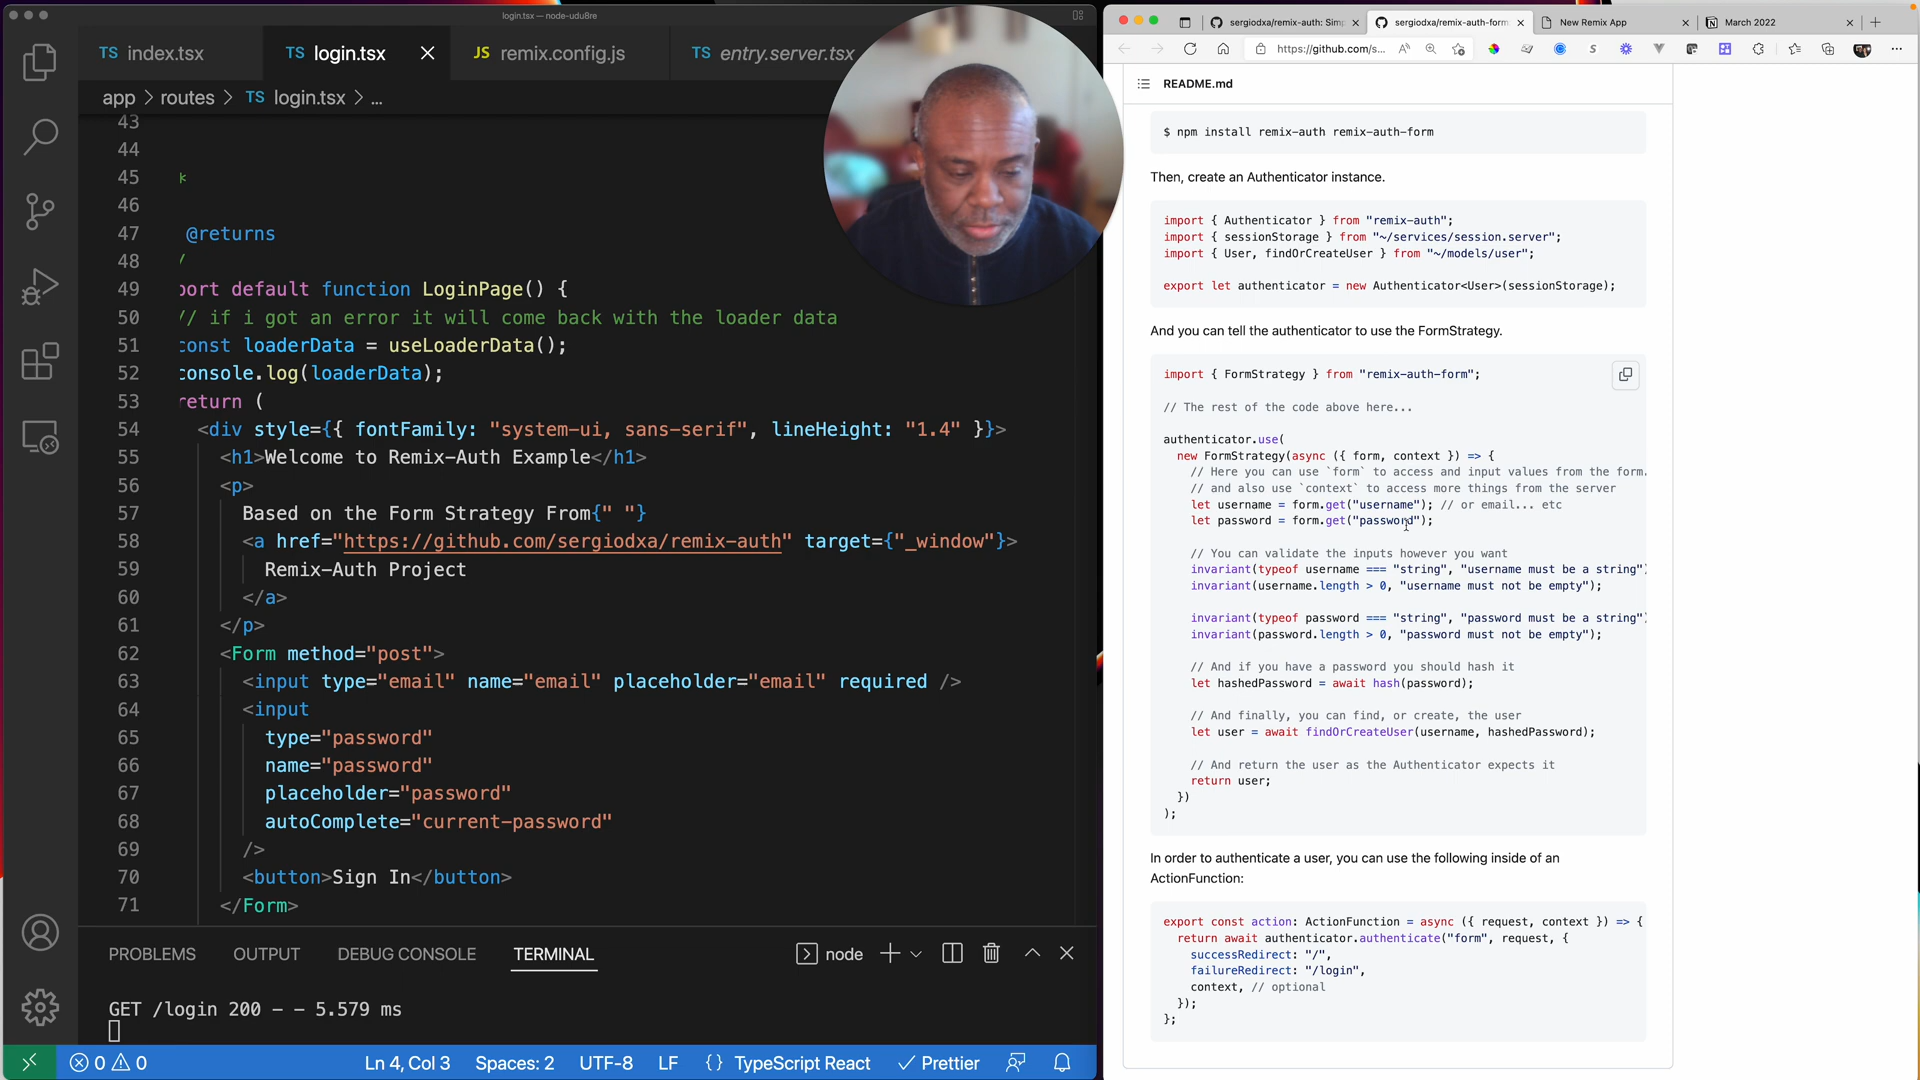 login.tsx — node-udu8re
TS index.tsx
TS login.tsx
JS remix.config.js
TS entry.server.tsx
app > routes > TS login.tsx > ...
43
44
45 *
46
47 @returns
48 /
49 port default function LoginPage() {
50 // if i got an error it will come back with the loader data
51 const loaderData = useLoaderData();
52 console.log(loaderData);
53 return (
54 <div style={{ fontFamily: "system-ui, sans-serif", lineHeight: "1.4" }}>
55 <h1>Welcome to Remix-Auth Example</h1>
56 <p>
57 Based on the Form Strategy From{" "}
58 <a href="https://github.com/sergiodxa/remix-auth" target={"_window"}>
59 Remix-Auth Project
60 </a>
61 </p>
62 <Form method="post">
63 <input type="email" name="email" placeholder="email" required />
64 <input
65 type="password"
66 name="password"
67 placeholder="password"
68 autoComplete="current-password"
69 />
70 <button>Sign In</button>
71 </Form>
PROBLEMS OUTPUT DEBUG CONSOLE TERMINAL node
GET /login 200 - - 5.579 ms
0 0 Ln 4, Col 3 Spaces: 2 UTF-8 LF {} TypeScript React Prettier
sergiodxa/remix-auth: Simp
sergiodxa/remix-auth-form
New Remix App
March 2022
https://github.com/s...
README.md
$ npm install remix-auth remix-auth-form
Then, create an Authenticator instance.
import { Authenticator } from "remix-auth";
import { sessionStorage } from "~/services/session.server";
import { User, findOrCreateUser } from "~/models/user";
export let authenticator = new Authenticator<User>(sessionStorage);
And you can tell the authenticator to use the FormStrategy.
import { FormStrategy } from "remix-auth-form";
// The rest of the code above here...
authenticator.use(
new FormStrategy(async ({ form, context }) => {
// Here you can use `form` to access and input values from the form.
// and also use `context` to access more things from the server
let username = form.get("username"); // or email... etc
let password = form.get("password");
// You can validate the inputs however you want
invariant(typeof username === "string", "username must be a string")
invariant(username.length > 0, "username must not be empty");
invariant(typeof password === "string", "password must be a string")
invariant(password.length > 0, "password must not be empty");
// And if you have a password you should hash it
let hashedPassword = await hash(password);
// And finally, you can find, or create, the user
let user = await findOrCreateUser(username, hashedPassword);
// And return the user as the Authenticator expects it
return user;
})
);
In order to authenticate a user, you can use the following inside of an
ActionFunction:
export const action: ActionFunction = async ({ request, context }) => {
return await authenticator.authenticate("form", request, {
successRedirect: "/",
failureRedirect: "/login",
context, // optional
});
};